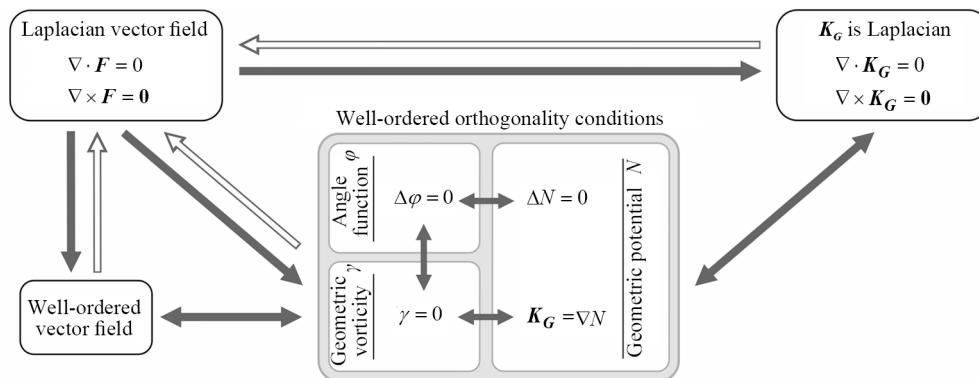 Laplacian vector field
∇ · F = 0
∇ × F = 0
K_G is Laplacian
∇ · K_G = 0
∇ × K_G = 0
Well-ordered orthogonality conditions
Angle
function φ
Δφ = 0
ΔN = 0
Geometric potential N
Geometric
vorticity γ
γ = 0
K_G = ∇N
Well-ordered
vector field